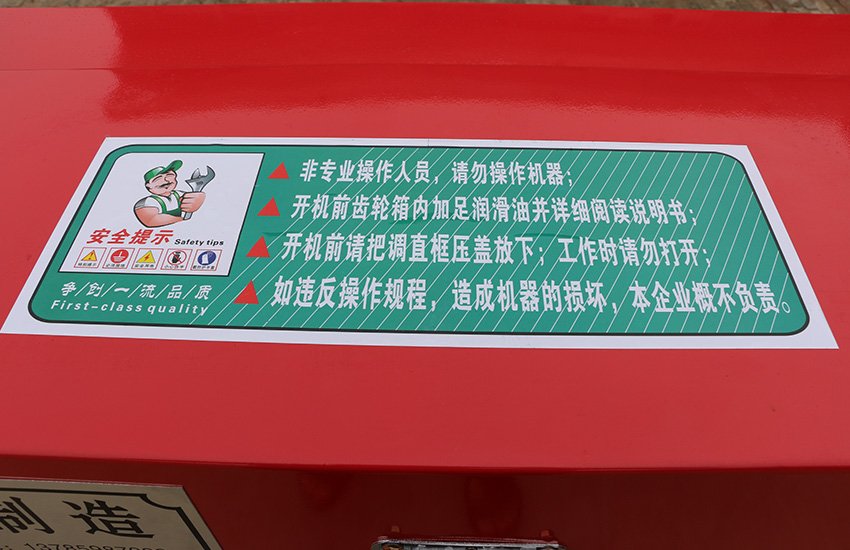 非专业操作人员，请勿操作机器；
开机前齿轮箱内加足润滑油并详细阅读说明书；
开机前请把调直框压盖放下；工作时请勿打开；
如违反操作规程，造成机器的损坏，本企业概不负责。
安全提示 Safety tips
争/创/一/流/品/质
First-class quality
制造